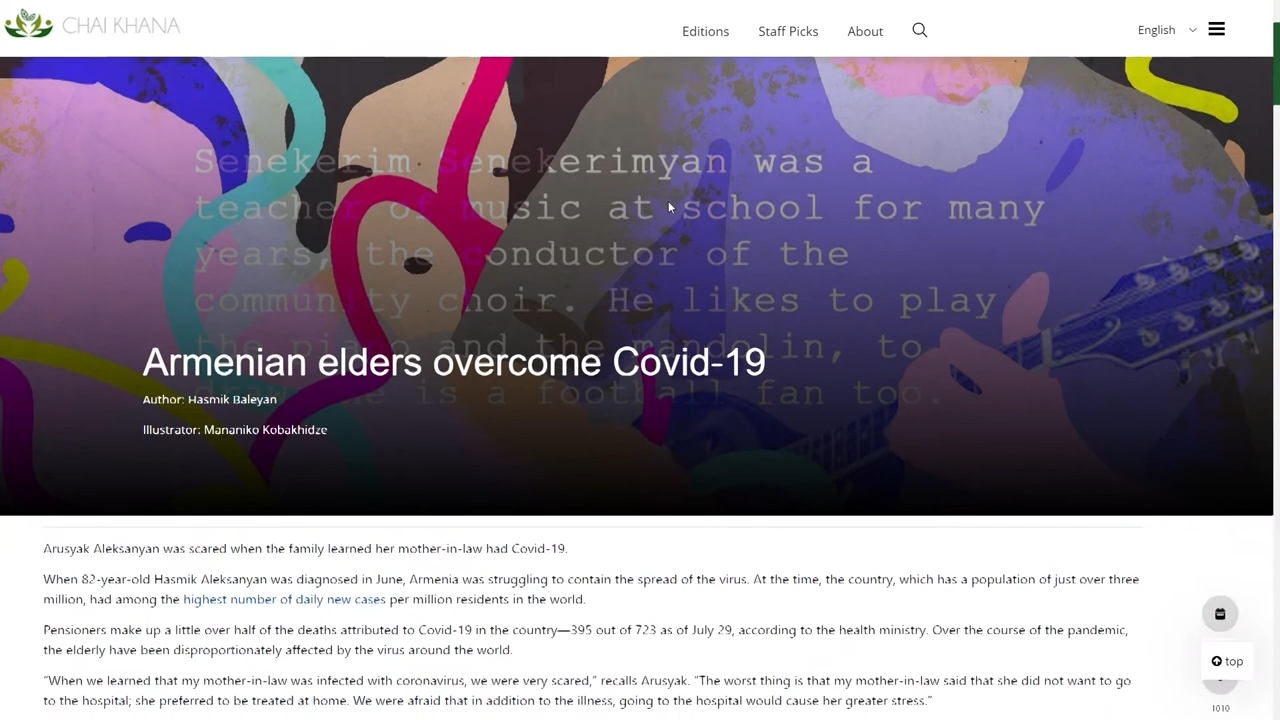 CHAI KHANA
Editions
Staff Picks
About
English
Senekerim Senekerimyan was a
teacher of music at school for many
years, the conductor of the
community choir. He likes to play
the piano and the mandolin, to
is a football fan too.
Armenian elders overcome Covid-19
Author: Hasmik Baleyan
Illustrator: Mananiko Kobakhidze
Arusyak Aleksanyan was scared when the family learned her mother-in-law had Covid-19.
When 82-year-old Hasmik Aleksanyan was diagnosed in June, Armenia was struggling to contain the spread of the virus. At the time, the country, which has a population of just over three
million, had among the highest number of daily new cases per million residents in the world.
Pensioners make up a little over half of the deaths attributed to Covid-19 in the country—395 out of 723 as of July 29, according to the health ministry. Over the course of the pandemic,
the elderly have been disproportionately affected by the virus around the world.
“When we learned that my mother-in-law was infected with coronavirus, we were very scared,” recalls Arusyak. “The worst thing is that my mother-in-law said that she did not want to go
to the hospital; she preferred to be treated at home. We were afraid that in addition to the illness, going to the hospital would cause her greater stress.”
top
1010